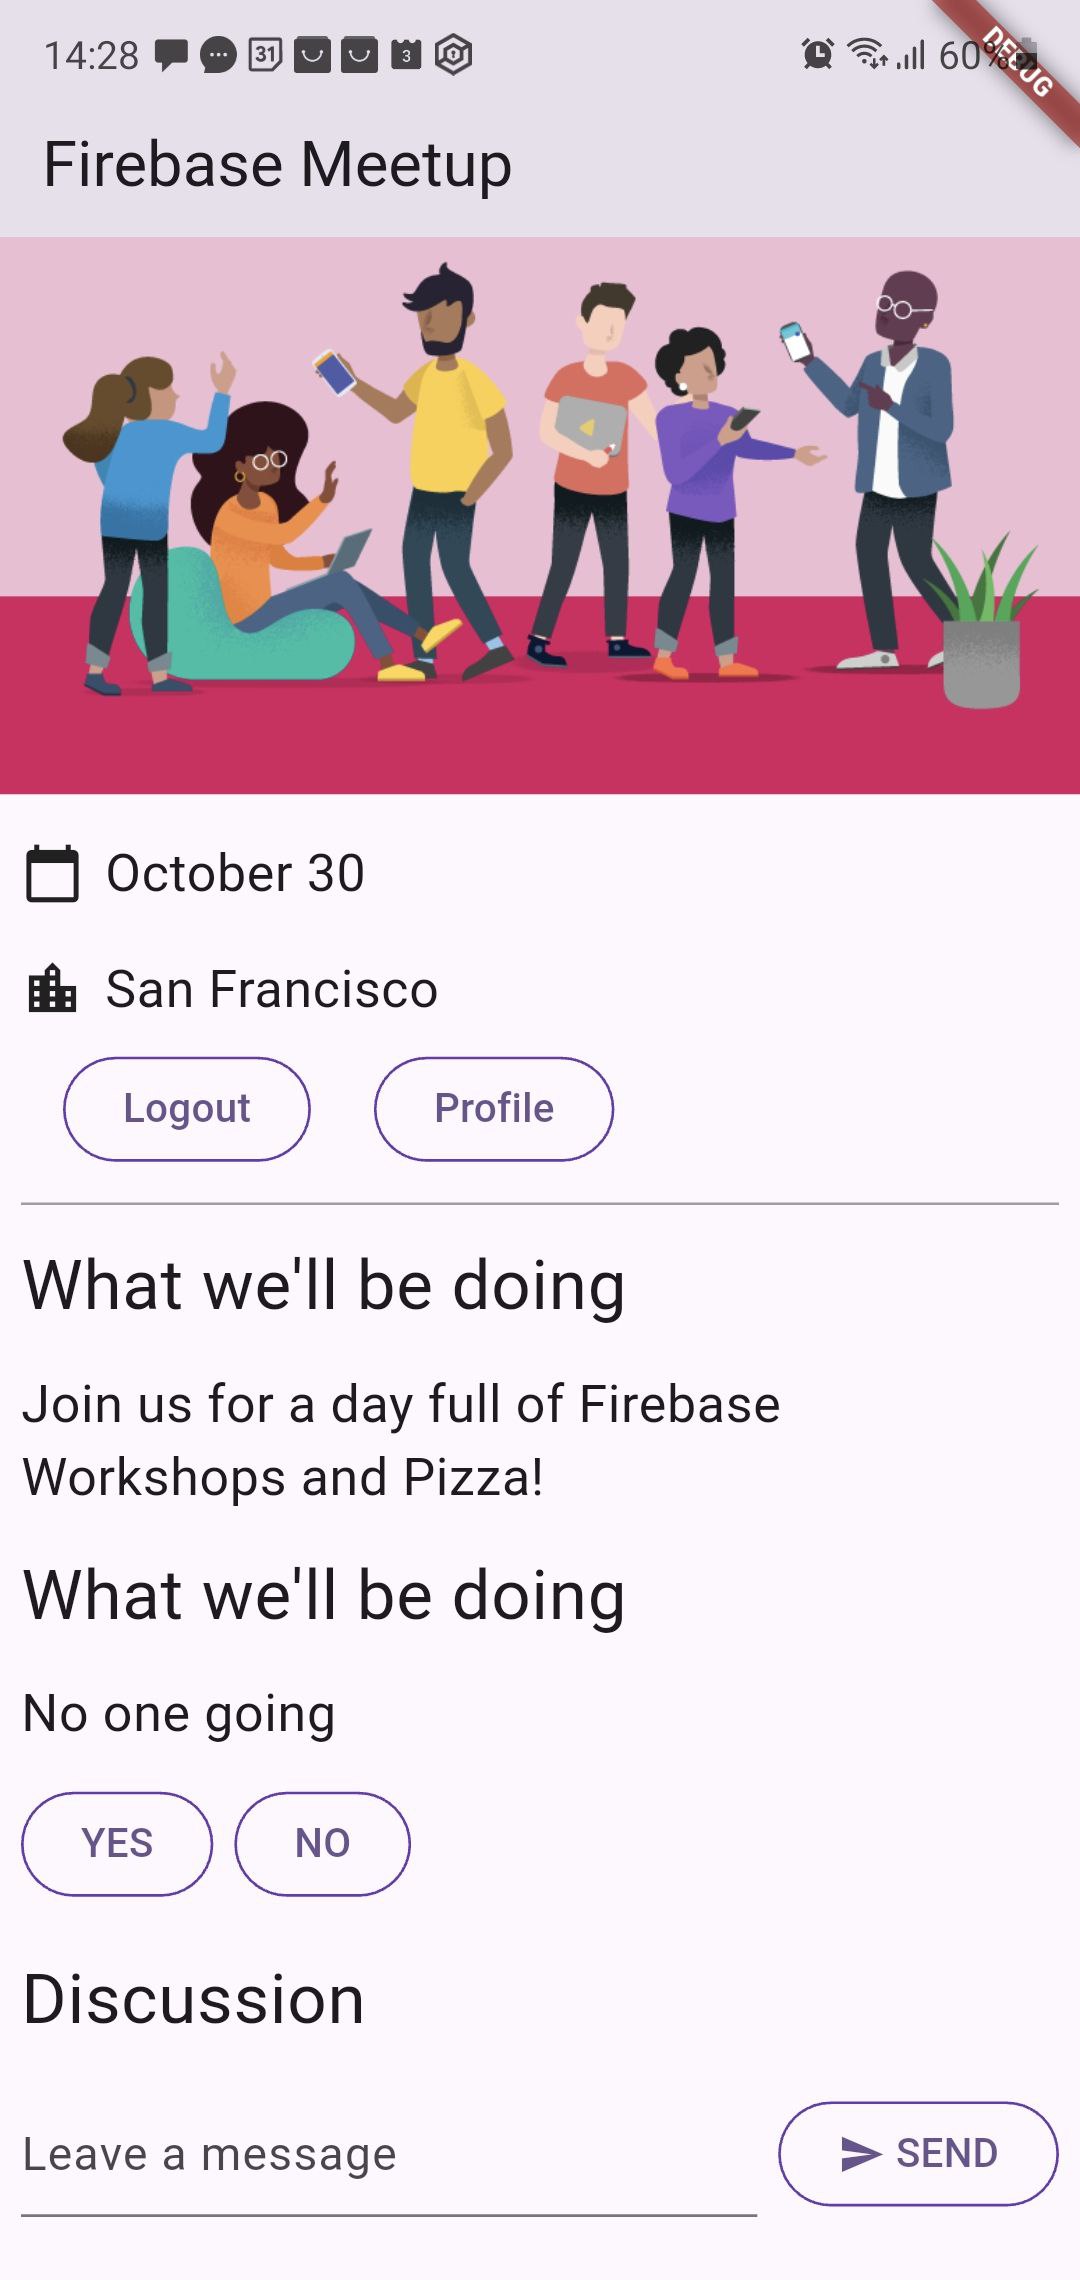 14:28 31 3 60%
DEBUG
Firebase Meetup
October 30
San Francisco
Logout Profile
What we'll be doing
Join us for a day full of Firebase
Workshops and Pizza!
What we'll be doing
No one going
YES NO
Discussion
Leave a message SEND